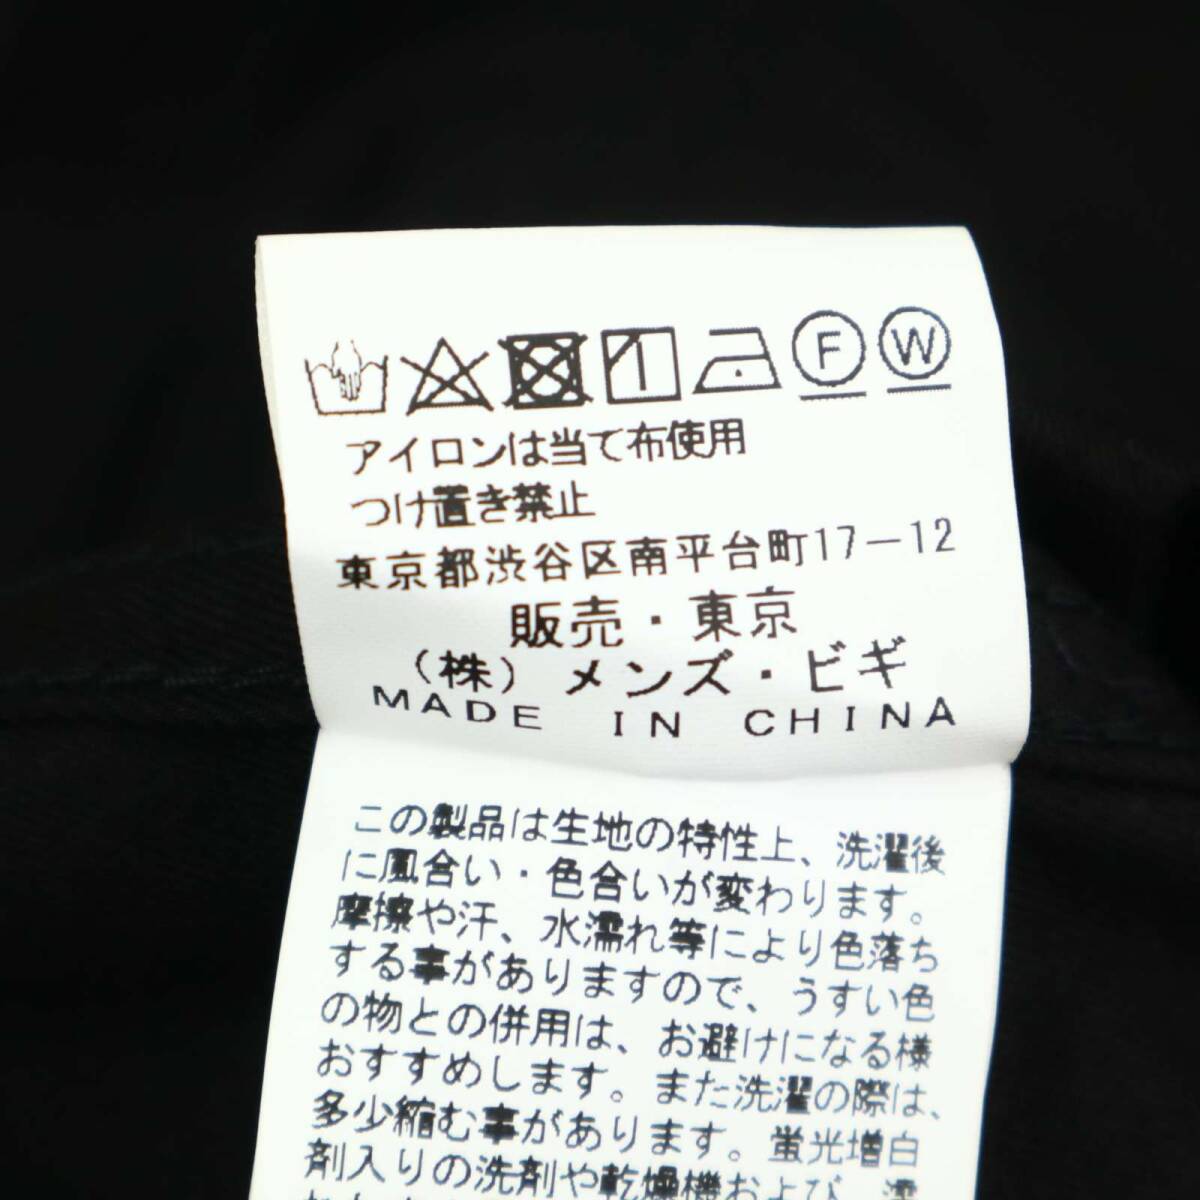 F W
アイロンは当て布使用
つけ置き禁止
東京都渋谷区南平台町17-12
販売・東京
(株)メンズ・ビギ
MADE IN CHINA
この製品は生地の特性上、洗濯後
に風合い・色合いが変わります。
摩擦や汗、水濡れ等により色落ち
する事がありますので、うすい色
の物との併用は、お避けになる様
おすすめします。また洗濯の際は、
多少縮む事があります。蛍光増白
剤入りの洗剤や乾燥機および、濡